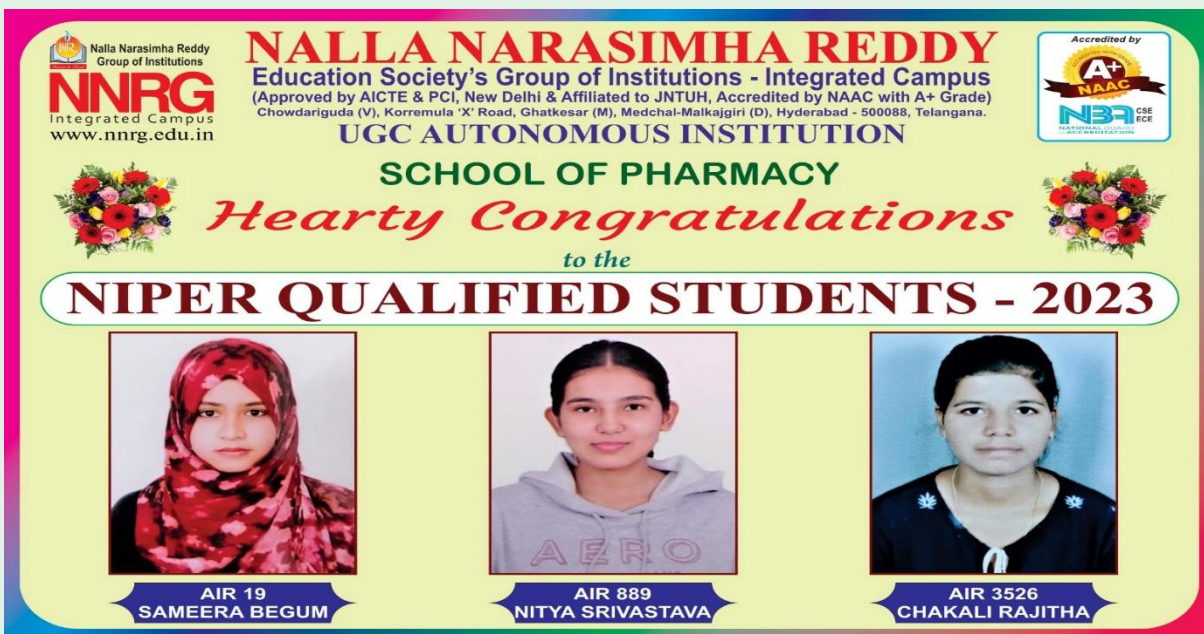 Nalla Narasimha Reddy
Group of Institutions
NNRG
Integrated Campus
www.nnrg.edu.in
NALLA NARASIMHA REDDY
Education Society's Group of Institutions - Integrated Campus
(Approved by AICTE & PCI, New Delhi & Affiliated to JNTUH, Accredited by NAAC with A+ Grade)
Chowdariguda (V), Korremula 'X' Road, Ghatkesar (M), Medchal-Malkajgiri (D), Hyderabad - 500088, Telangana.
UGC AUTONOMOUS INSTITUTION
Accredited by
A+
NAAC
NBA CSE
ECE
NATIONAL BOARD
ACCREDITATION
SCHOOL OF PHARMACY
Hearty Congratulations
to the
NIPER QUALIFIED STUDENTS - 2023
AERO
AIR 19
SAMEERA BEGUM
AIR 889
NITYA SRIVASTAVA
AIR 3526
CHAKALI RAJITHA